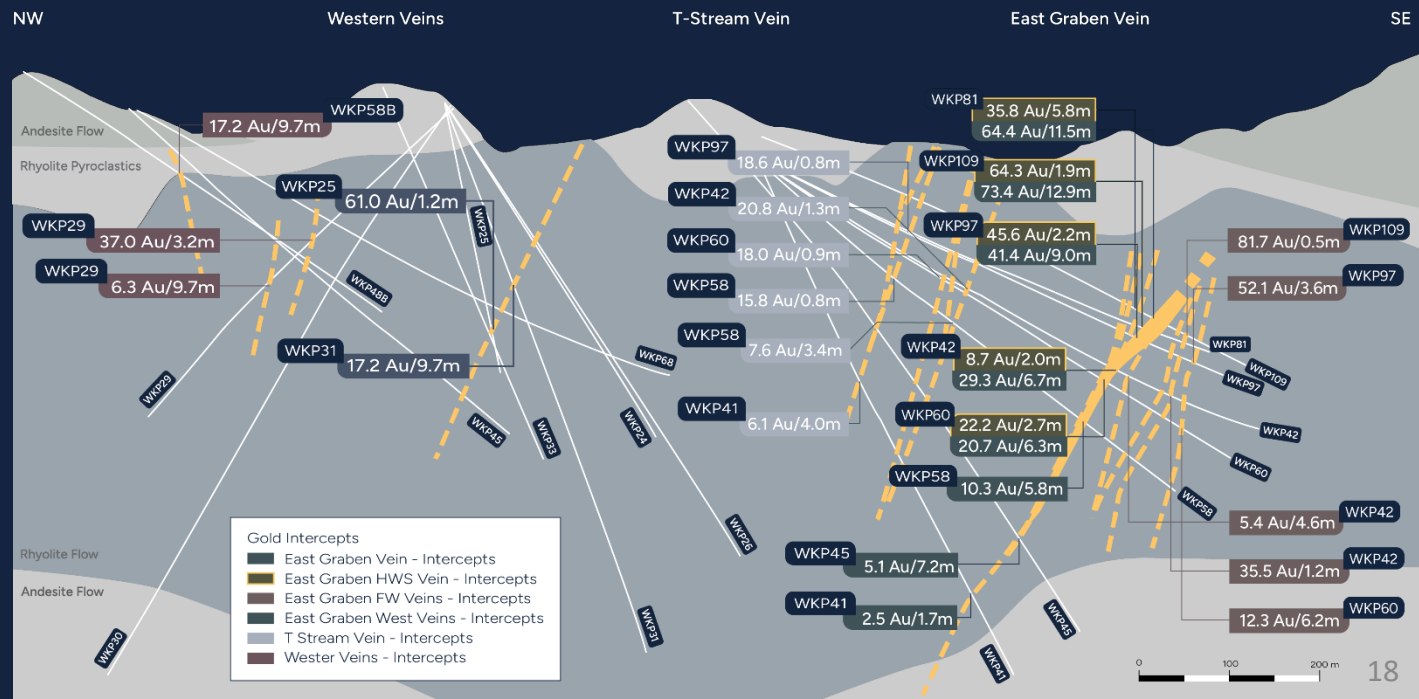 NW
Western Veins
T-Stream Vein
East Graben Vein
SE
WKP81
35.8 Au/5.8m
64.4 Au/11.5m
WKP58B
17.2 Au/9.7m
Andesite Flow
Rhyolite Pyroclastics
WKP97
18.6 Au/0.8m
WKP109
64.3 Au/1.9m
73.4 Au/12.9m
WKP25
61.0 Au/1.2m
WKP42
20.8 Au/1.3m
WKP29
37.0 Au/3.2m
WKP25
WKP97
45.6 Au/2.2m
41.4 Au/9.0m
WKP60
18.0 Au/0.9m
81.7 Au/0.5m
WKP109
WKP29
6.3 Au/9.7m
WKP48B
WKP58
15.8 Au/0.8m
52.1 Au/3.6m
WKP97
WKP31
17.2 Au/9.7m
WKP58
7.6 Au/3.4m
WKP68
WKP42
8.7 Au/2.0m
29.3 Au/6.7m
WKP81
WKP109
WKP97
WKP29
WKP41
6.1 Au/4.0m
WKP60
22.2 Au/2.7m
20.7 Au/6.3m
WKP45
WKP33
WKP24
WKP42
WKP60
WKP58
10.3 Au/5.8m
WKP58
WKP26
5.4 Au/4.6m
WKP42
Rhyolite Flow
Andesite Flow
WKP45
5.1 Au/7.2m
35.5 Au/1.2m
WKP42
WKP41
2.5 Au/1.7m
12.3 Au/6.2m
WKP60
WKP30
WKP31
WKP45
WKP41
Gold Intercepts
East Graben Vein - Intercepts
East Graben HWS Vein - Intercepts
East Graben FW Veins - Intercepts
East Graben West Veins - Intercepts
T Stream Vein - Intercepts
Wester Veins - Intercepts
0
100
200 m
18